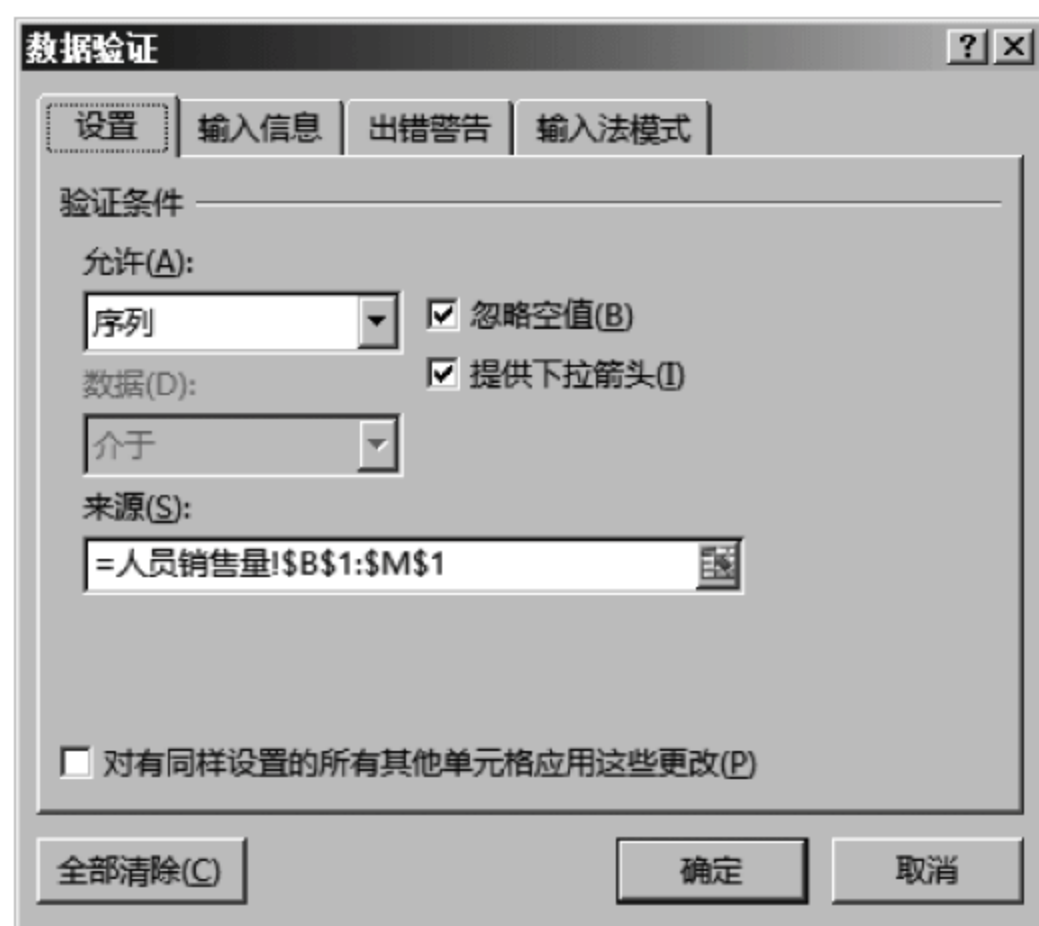 数据验证
设置 输入信息 出错警告 输入法模式
验证条件
允许(A):
序列
忽略空值(B)
数据(D):
提供下拉箭头(I)
介于
来源(S):
=人员销售量!$B$1:$M$1
对有同样设置的所有其他单元格应用这些更改(P)
全部清除(C) 确定 取消